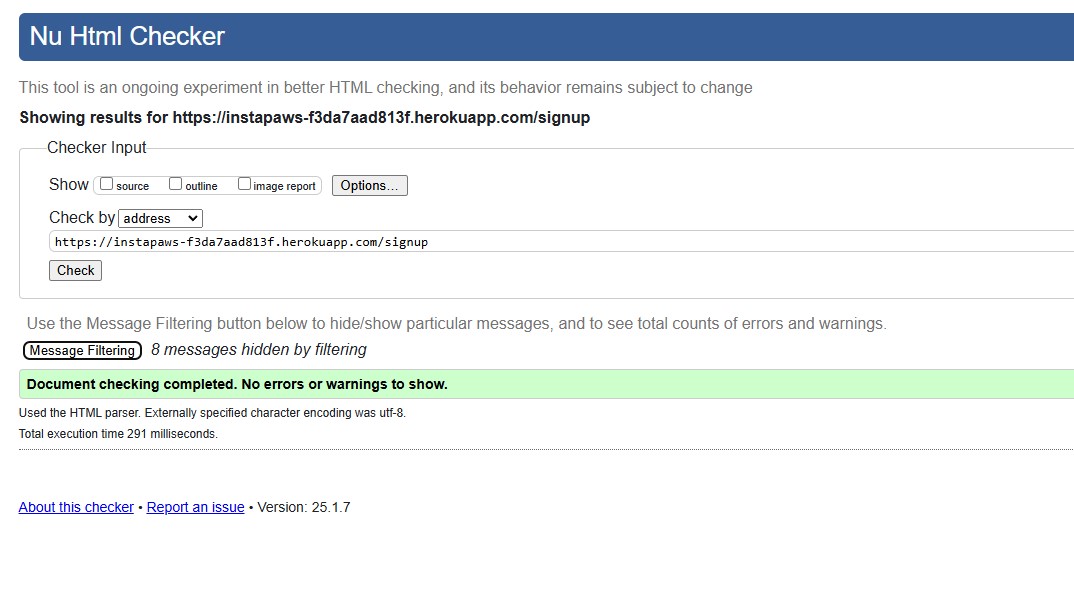 Nu Html Checker
This tool is an ongoing experiment in better HTML checking, and its behavior remains subject to change
Showing results for https://instapaws-f3da7aad813f.herokuapp.com/signup
Checker Input
Show source outline image report Options...
Check by address
https://instapaws-f3da7aad813f.herokuapp.com/signup
Check
Use the Message Filtering button below to hide/show particular messages, and to see total counts of errors and warnings.
Message Filtering 8 messages hidden by filtering
Document checking completed. No errors or warnings to show.
Used the HTML parser. Externally specified character encoding was utf-8.
Total execution time 291 milliseconds.
About this checker • Report an issue • Version: 25.1.7